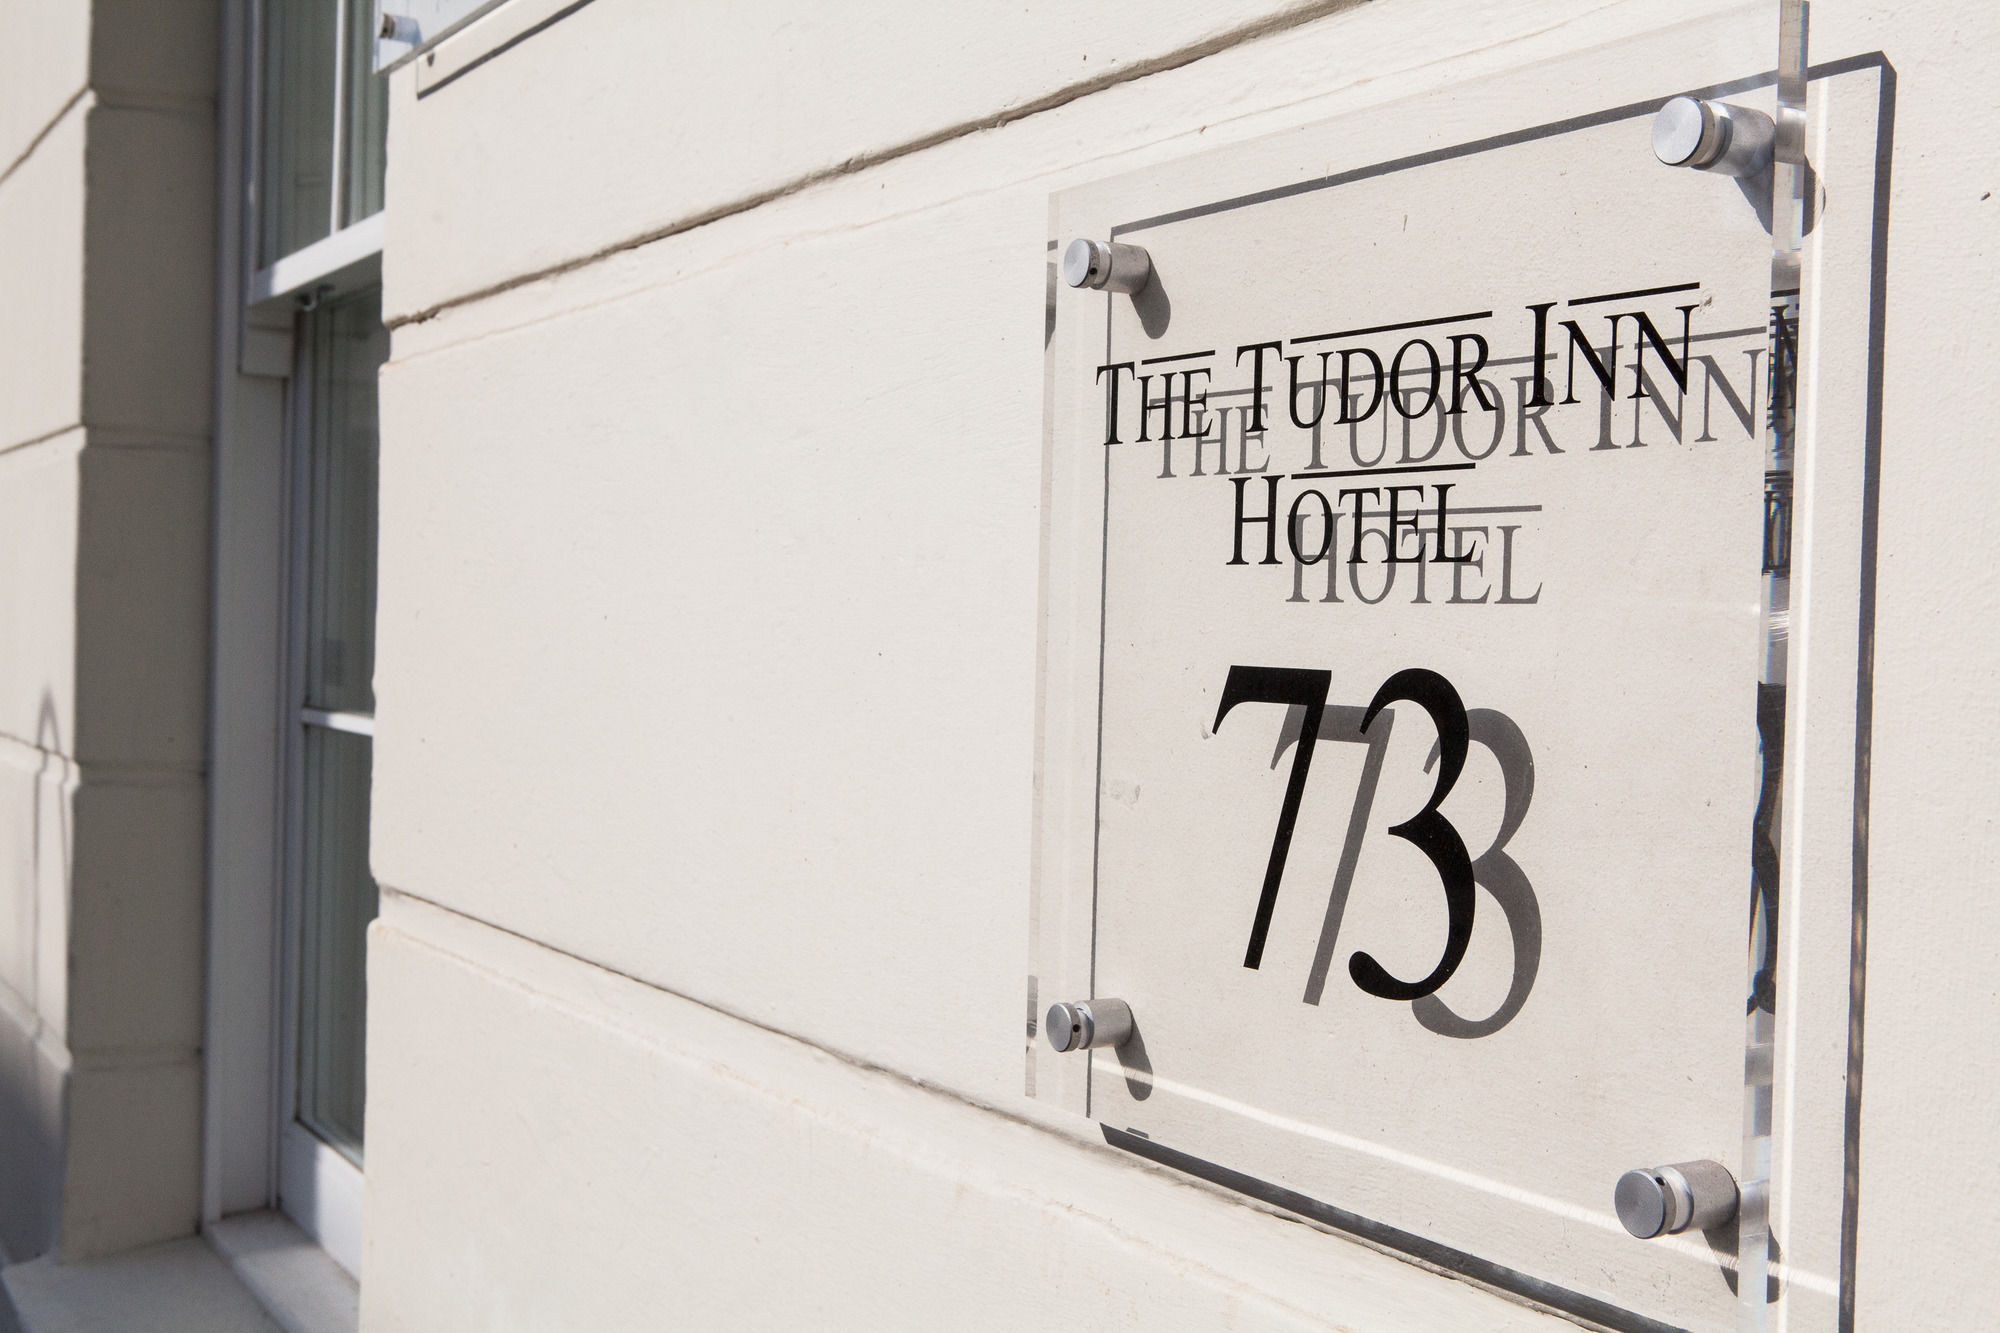 The Tudor Inn
Hotel
73